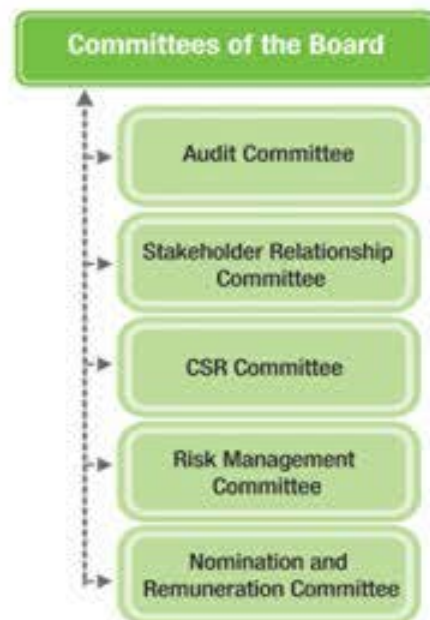 Committees of the Board
Audit Committee
Stakeholder Relationship
Committee
CSR Committee
Risk Management
Committee
Nomination and
Remuneration Committee